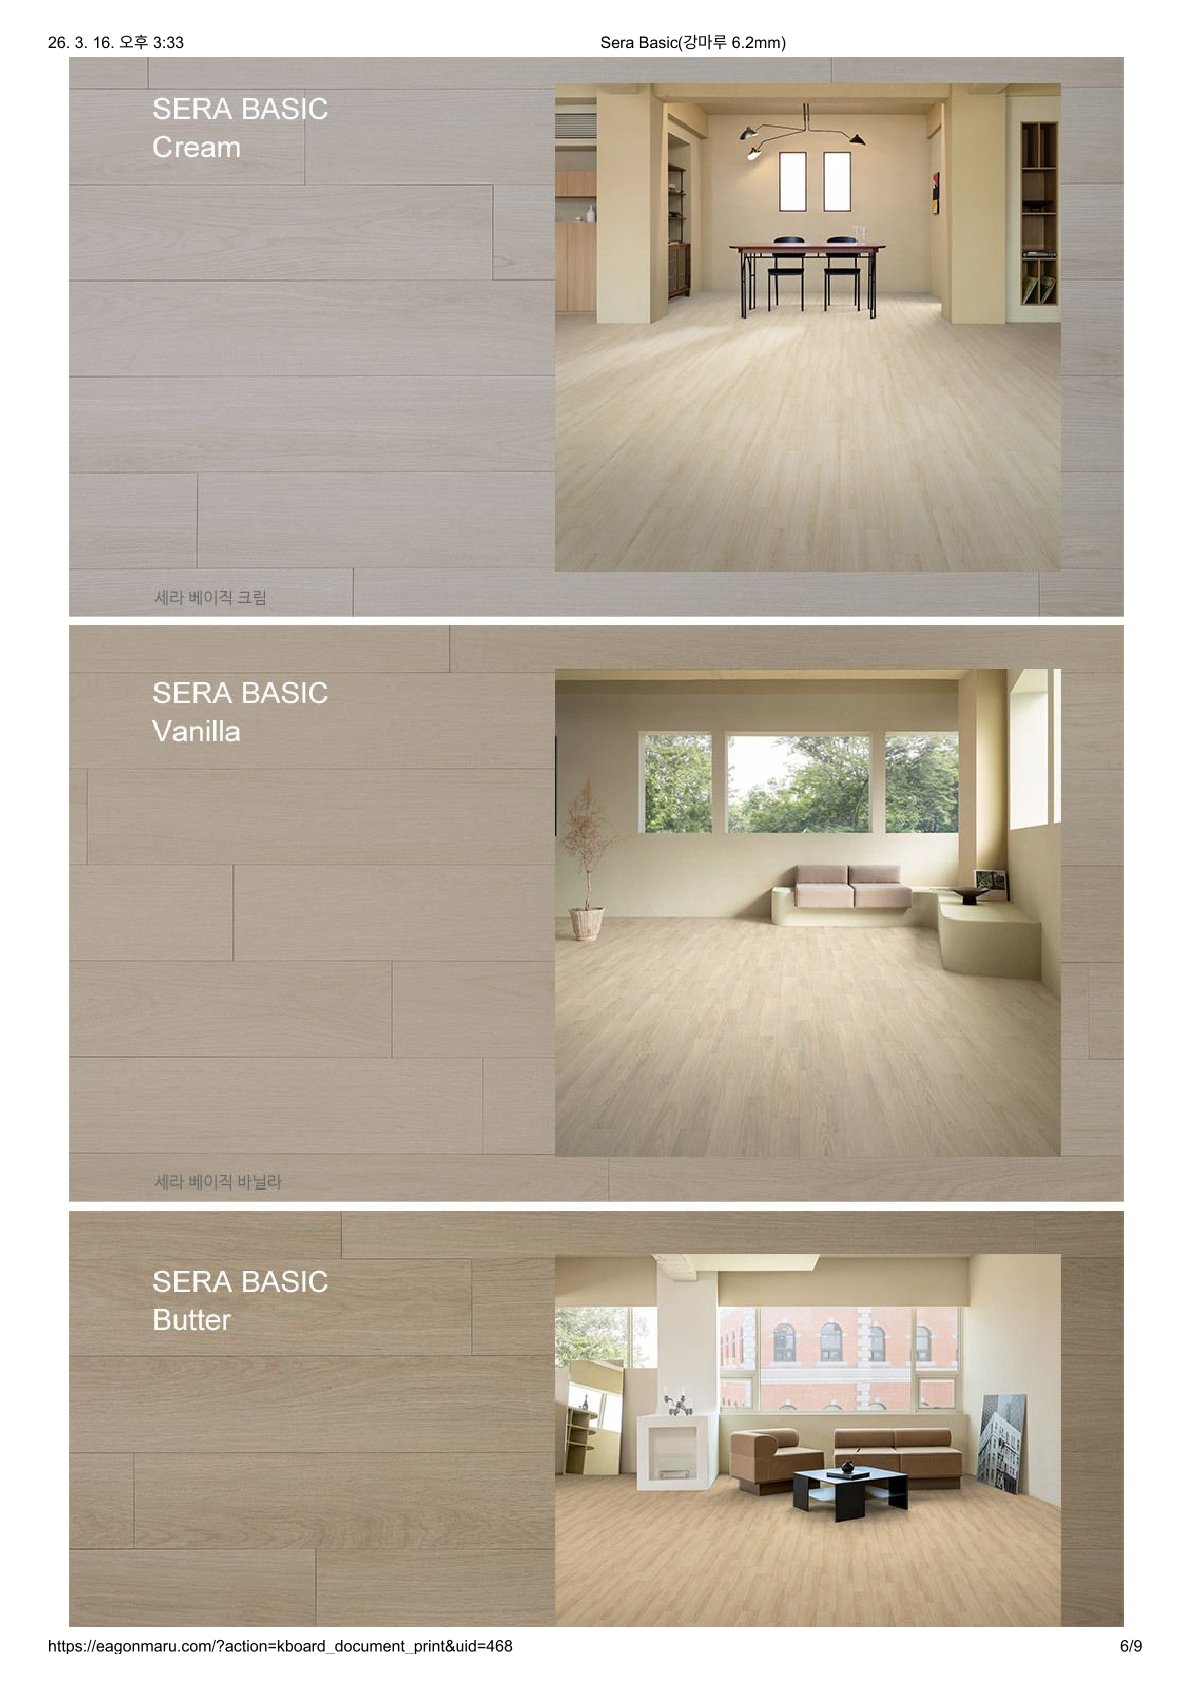 26. 3. 16. 오후 3:33
Sera Basic(강마루 6.2mm)
SERA BASIC
Cream
세라 베이직 크림
SERA BASIC
Vanilla
세라 베이직 바닐라
SERA BASIC
Butter
https://eagonmaru.com/?action=kboard_document_print&uid=468
6/9